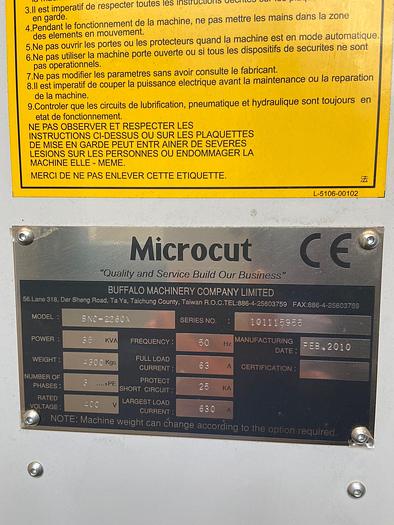 3.Il est imperatif de respecter toutes les instructions
en garde.
4.Pendant le fonctionnement de la machine, ne pas mettre les mains dans la zone
des elements en mouvement.
5.Ne pas ouvrir les portes ou les protecteurs quand la machine est en mode automatique.
6.Ne pas utiliser la machine porte ouverte ou si tous les dispositifs de securites ne sont
pas operationnels.
7.Ne pas modifier les parametres sans avoir consulte le fabricant.
8.Il est imperatif de couper la puissance electrique avant la maintenance ou la reparation
de la machine.
9.Controler que les circuits de lubrification, pneumatique et hydraulique sont toujours en
etat de fonctionnement.
NE PAS OBSERVER ET RESPECTER LES
INSTRUCTIONS CI-DESSUS OU SUR LES PLAQUETTES
DE MISE EN GARDE PEUT ENTR AINER DE SEVERES
LESIONS SUR LES PERSONNES OU ENDOMMAGER LA
MACHINE ELLE - MEME.
MERCI DE NE PAS ENLEVER CETTE ETIQUETTE.
法
L-5106-00102
Microcut CE
"Quality and Service Build Our Business"
BUFFALO MACHINERY COMPANY LIMITED
56.Lane 318, Der Sheng Road, Ta Ya, Taichung County, Taiwan R.O.C.TEL:886-4-25603759 FAX:886-4-25603769
MODEL : SERIES NO. :
POWER : KVA FREQUENCY : 50 Hz MANUFACTURING
DATE : FEB.2010
WEIGHT : Kgs FULL LOAD
CURRENT : 63 A CERTIFICATION :
NUMBER OF
PHASES : 3 PE PROTECT
SHORT CIRCUIT : 25 KA
RATED
VOLTAGE : 400 V LARGEST LOAD
CURRENT : 630 A
NOTE: Machine weight can change according to the option required.